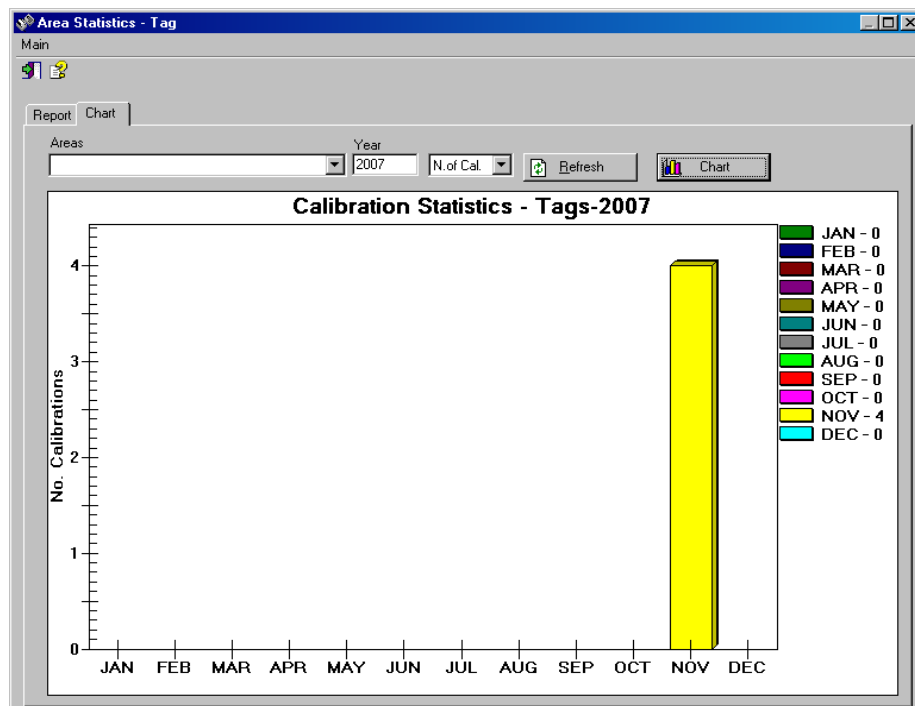 Area Statistics - Tag
Main
Report Chart
Areas Year
2007 N.of Cal. Refresh Chart
Calibration Statistics - Tags-2007
No. Calibrations
4
3
2
1
0
JAN FEB MAR APR MAY JUN JUL AUG SEP OCT NOV DEC
JAN - 0
FEB - 0
MAR - 0
APR - 0
MAY - 0
JUN - 0
JUL - 0
AUG - 0
SEP - 0
OCT - 0
NOV - 4
DEC - 0